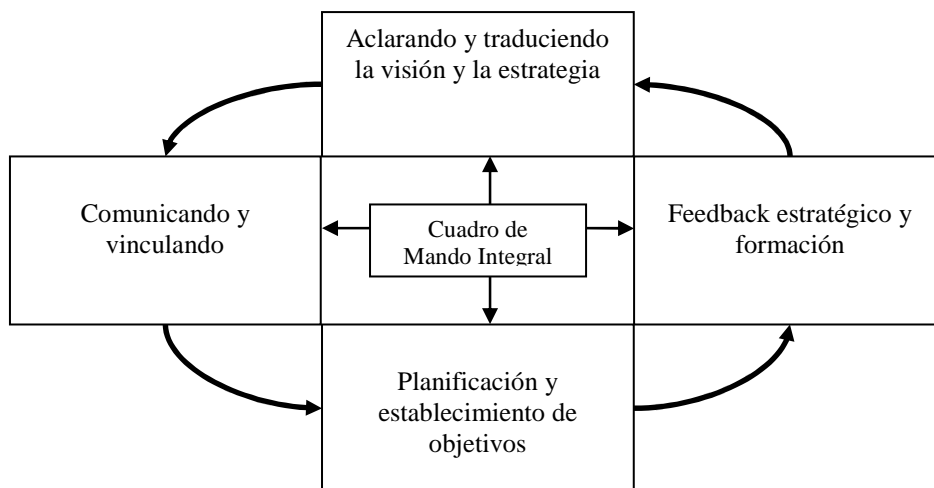 Aclarando y traduciendo
la visión y la estrategia
Comunicando y
vinculando
Cuadro de
Mando Integral
Feedback estratégico y
formación
Planificación y
establecimiento de
objetivos